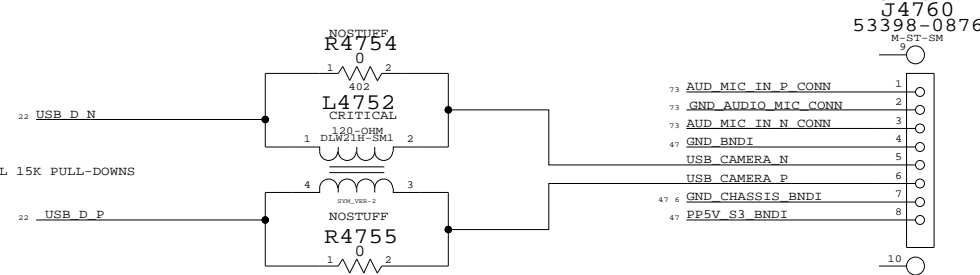 J4760
53398-0876
M-ST-SM
9
NOSTUFF
R4754
0
1 2
402
L4752
CRITICAL
120-OHM
DLW21H-SM1
1 2
22 USB_D_N
L 15K PULL-DOWNS
4 3
SYM_VER-2
22 USB_D_P
NOSTUFF
R4755
0
1 2
73 AUD_MIC_IN_P_CONN 1
73 GND_AUDIO_MIC_CONN 2
73 AUD_MIC_IN_N_CONN 3
47 GND_BNDI 4
USB_CAMERA_N 5
USB_CAMERA_P 6
47 6 GND_CHASSIS_BNDI 7
47 PP5V_S3_BNDI 8
10